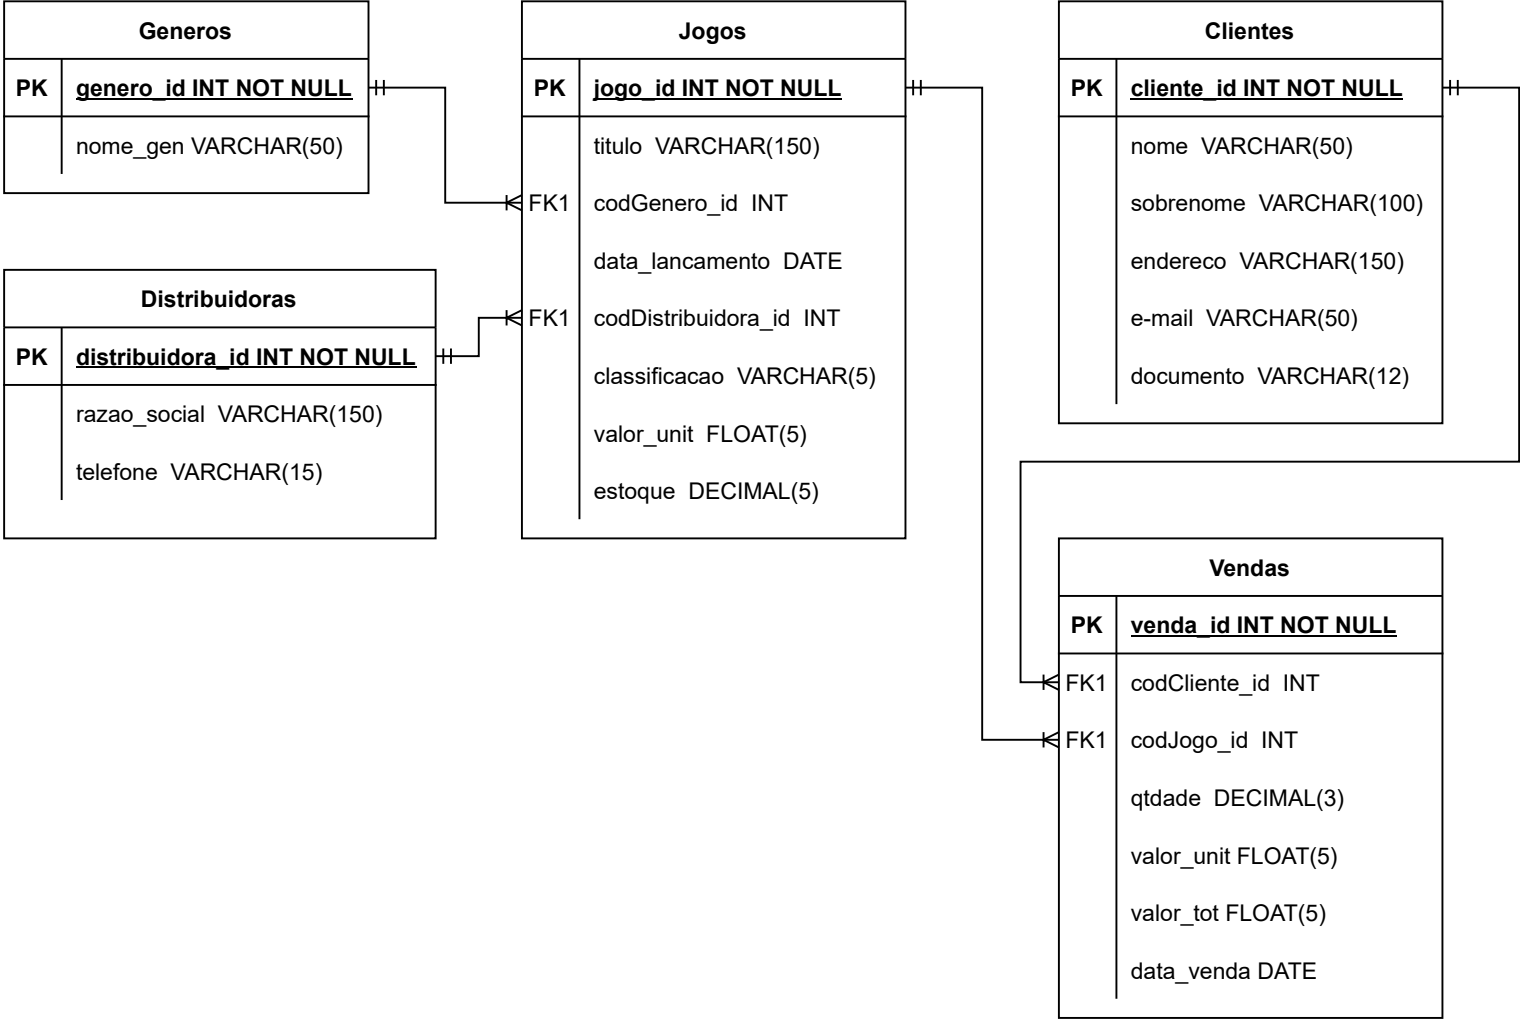 Generos
PK genero_id INT NOT NULL
nome_gen VARCHAR(50)
Distribuidoras
PK distribuidora_id INT NOT NULL
razao_social VARCHAR(150)
telefone VARCHAR(15)
Jogos
PK jogo_id INT NOT NULL
titulo VARCHAR(150)
FK1 codGenero_id INT
data_lancamento DATE
FK1 codDistribuidora_id INT
classificacao VARCHAR(5)
valor_unit FLOAT(5)
estoque DECIMAL(5)
Clientes
PK cliente_id INT NOT NULL
nome VARCHAR(50)
sobrenome VARCHAR(100)
endereco VARCHAR(150)
e-mail VARCHAR(50)
documento VARCHAR(12)
Vendas
PK venda_id INT NOT NULL
FK1 codCliente_id INT
FK1 codJogo_id INT
qtdade DECIMAL(3)
valor_unit FLOAT(5)
valor_tot FLOAT(5)
data_venda DATE